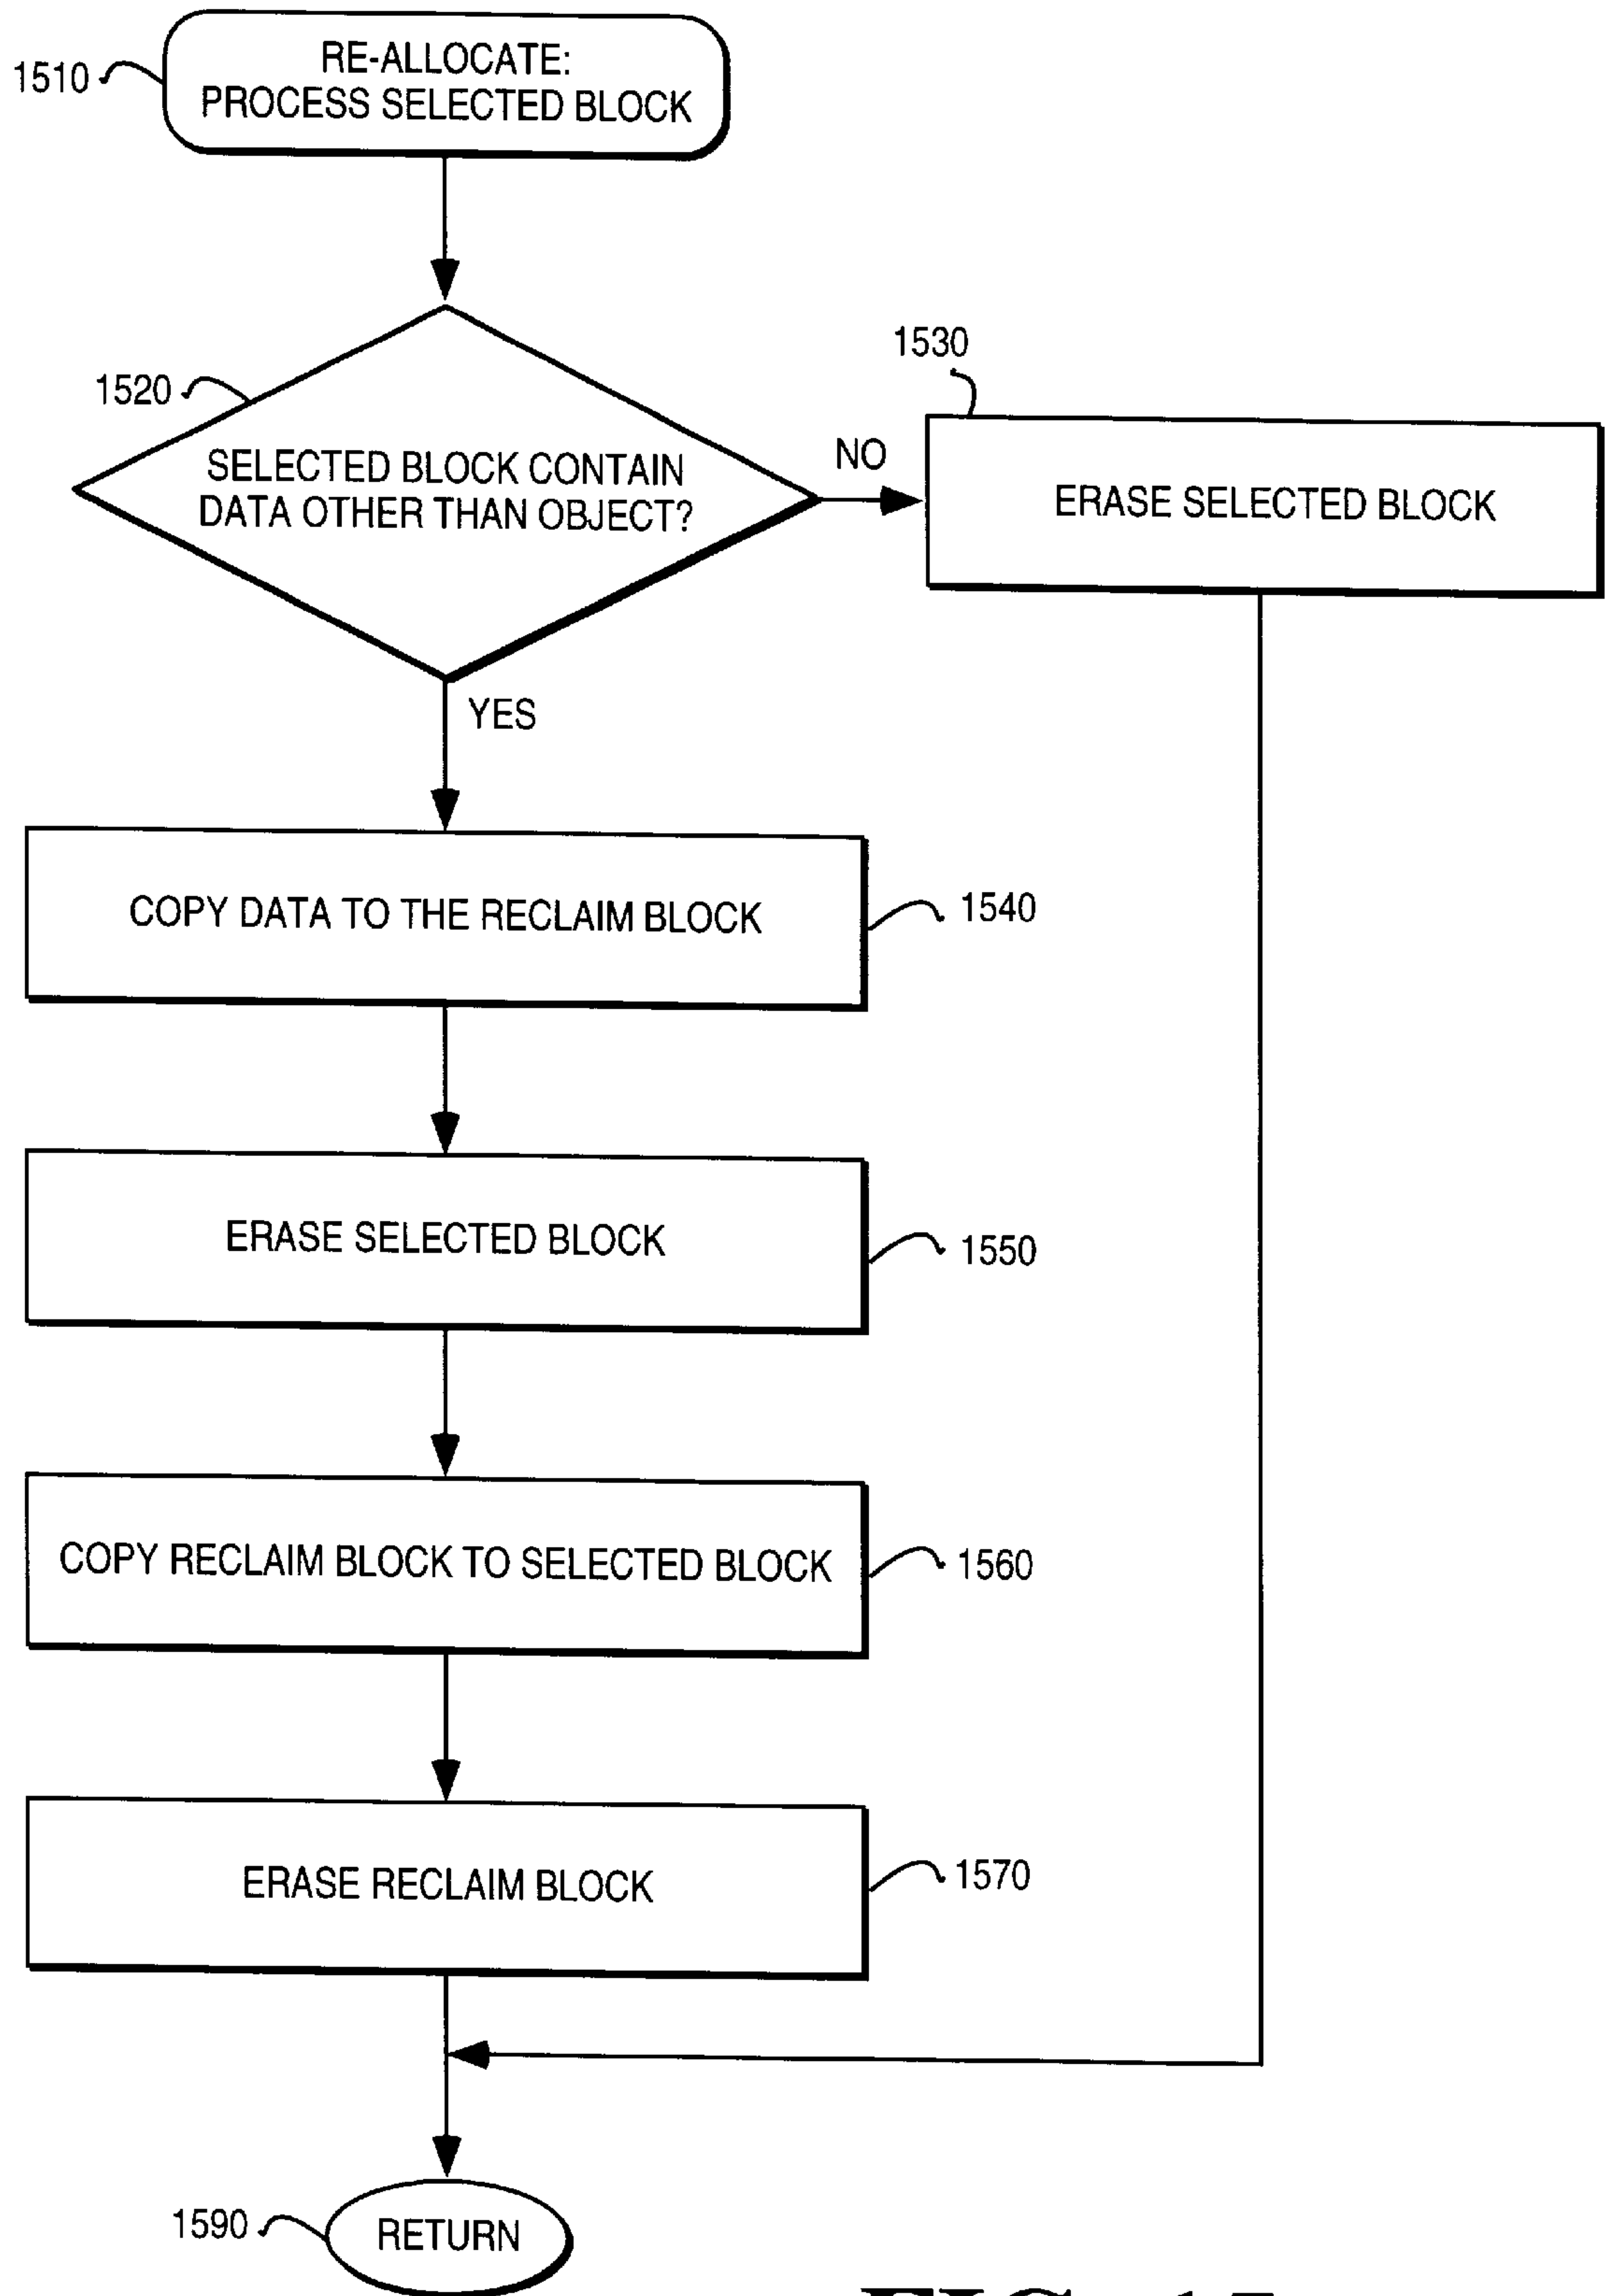 1510
RE-ALLOCATE:
PROCESS SELECTED BLOCK
1520
SELECTED BLOCK CONTAIN
DATA OTHER THAN OBJECT?
NO
1530
ERASE SELECTED BLOCK
YES
COPY DATA TO THE RECLAIM BLOCK
1540
ERASE SELECTED BLOCK
1550
COPY RECLAIM BLOCK TO SELECTED BLOCK
1560
ERASE RECLAIM BLOCK
1570
1590
RETURN